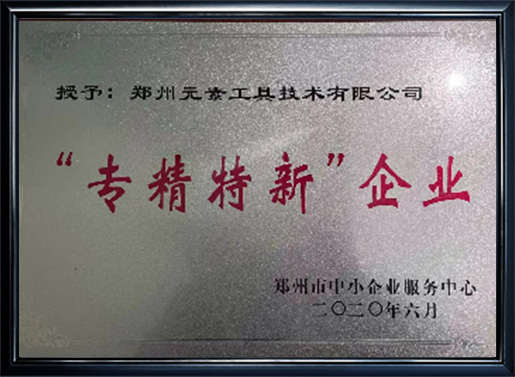 授予：郑州元素工具技术有限公司
“专精特新”企业
郑州市中小企业服务中心
二〇二〇年六月